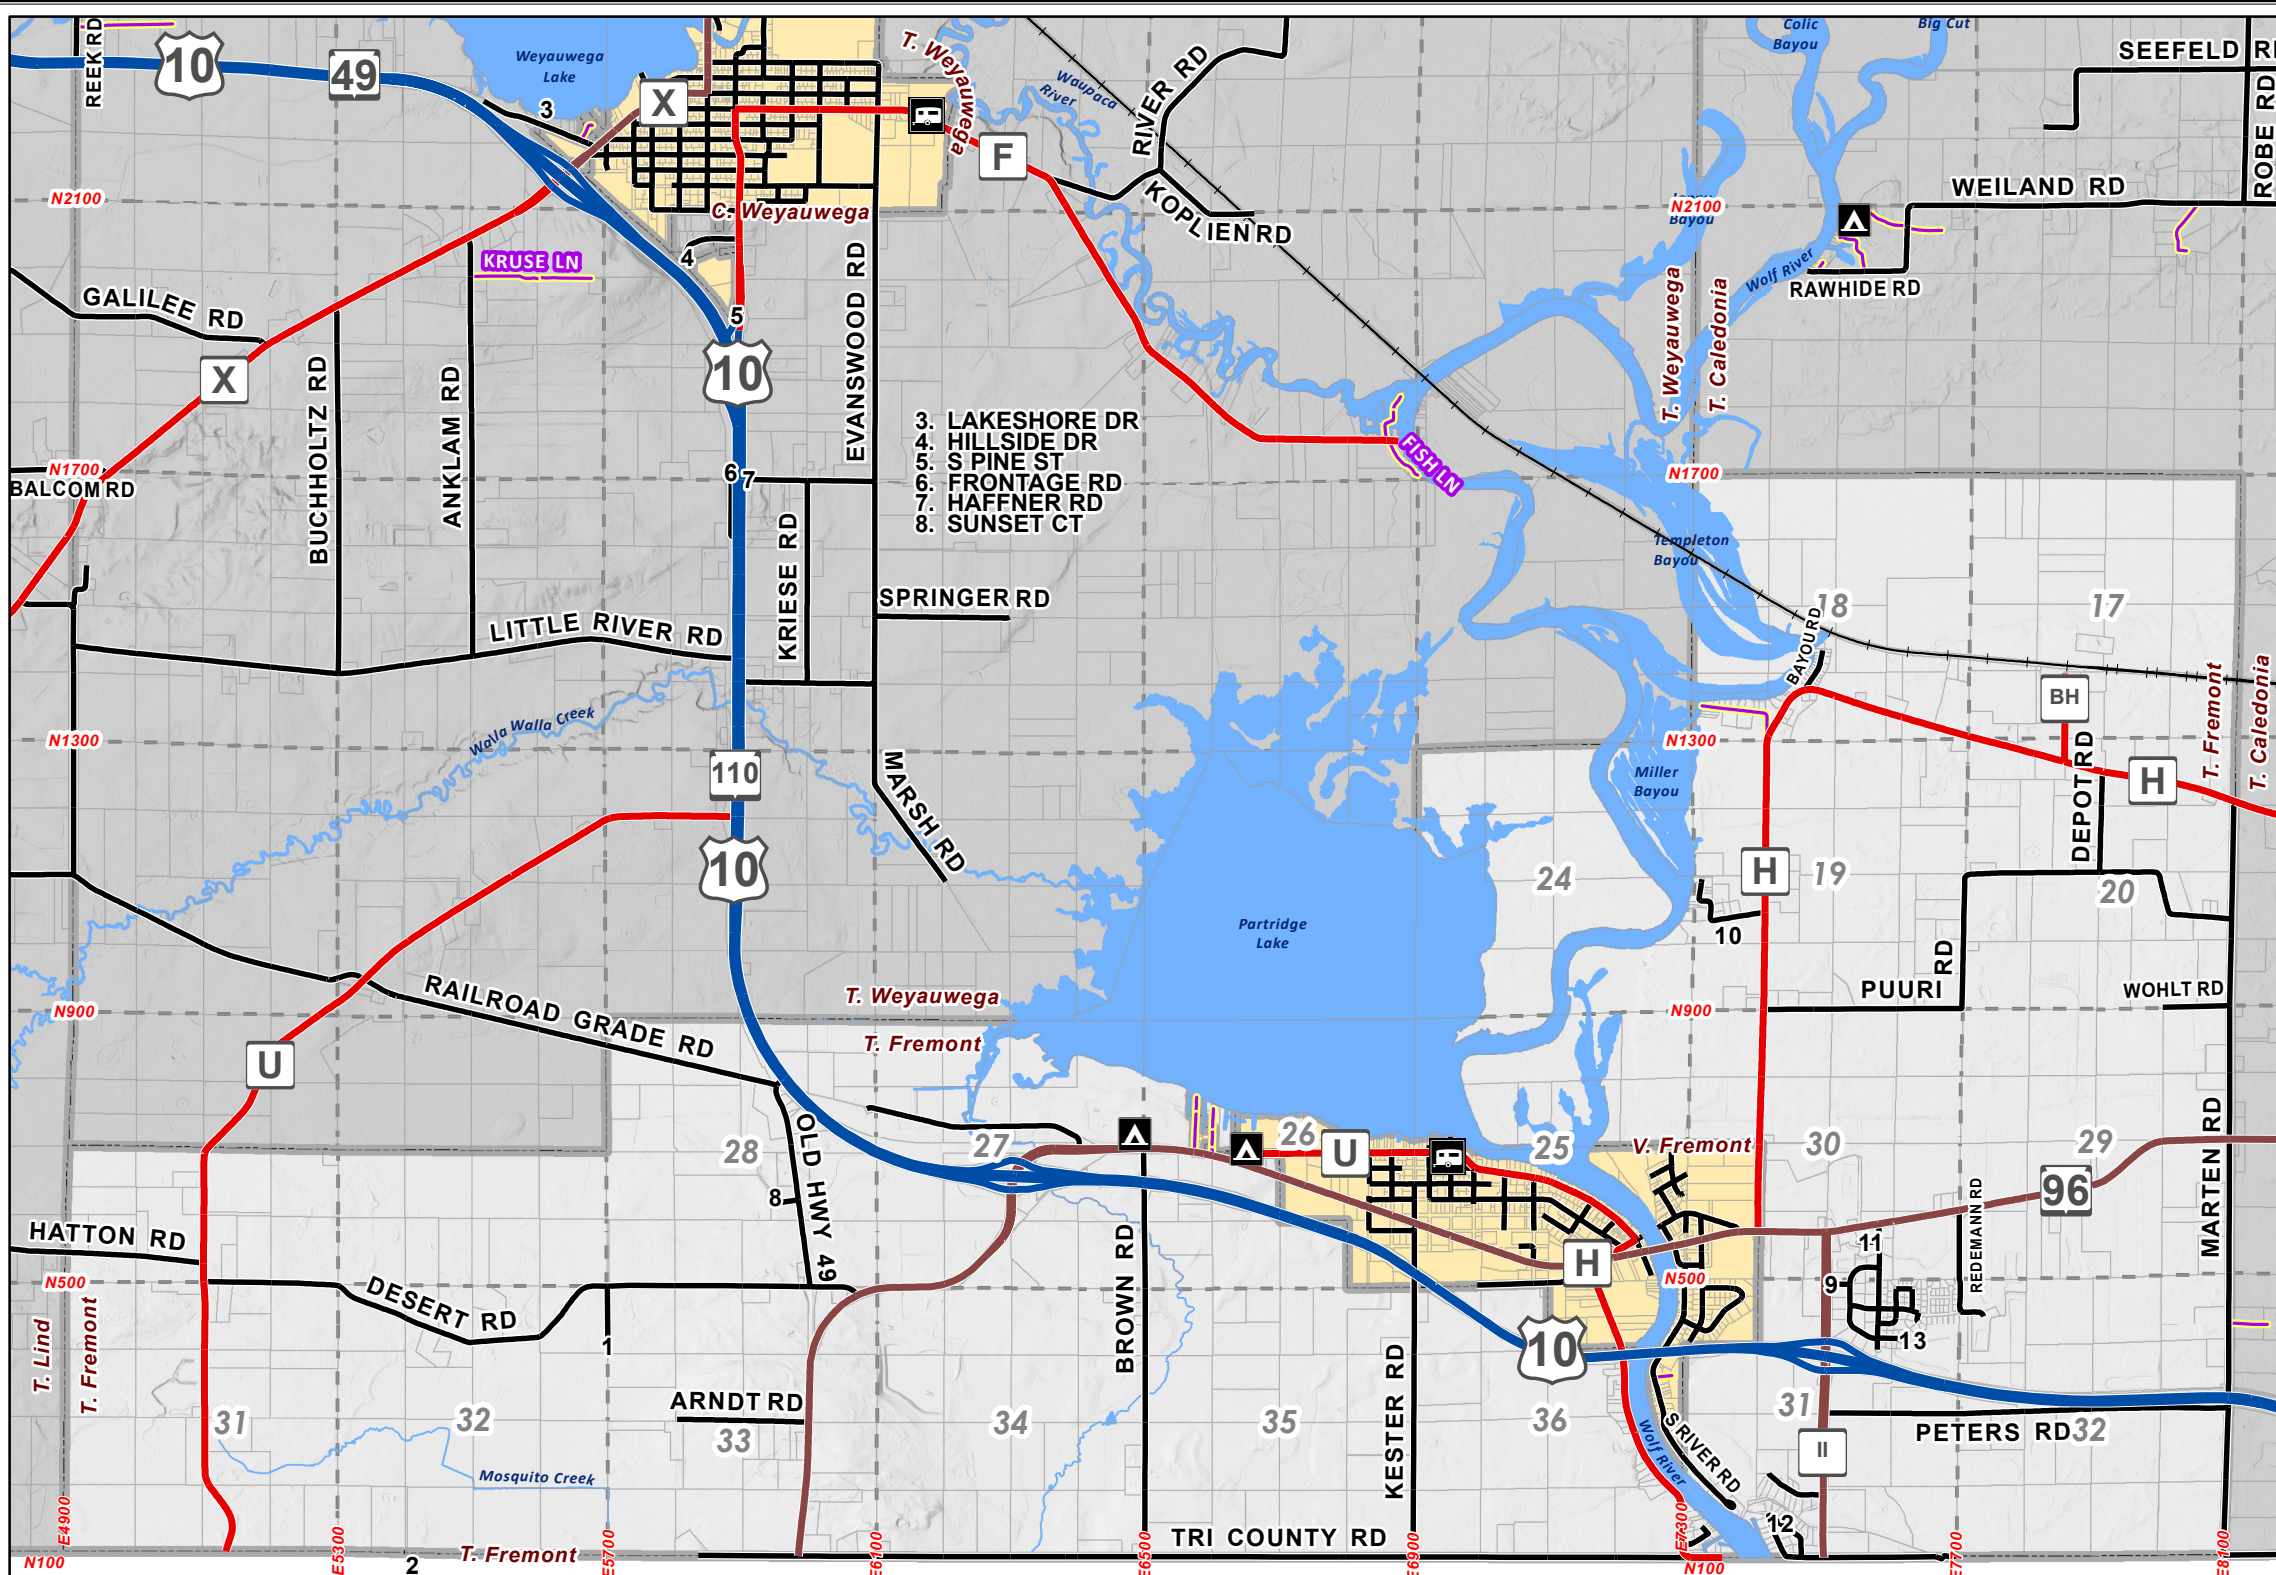 REEK RD
10
49
Weyauwega
Lake
3
X
T. Weyauwega
F
Waupaca
River
RIVER RD
KOPLIEN RD
Colic
Bayou
Big Cut
SEEFELD R
ROBE RD
WEILAND RD
N2100
N2100
Bayou
C. Weyauwega
4
KRUSE LN
GALILEE RD
5
10
X
BUCHHOLTZ RD
ANKLAM RD
EVANSWOOD RD
T. Weyauwega
T. Caledonia
Wolf River
RAWHIDE RD
3. LAKESHORE DR
4. HILLSIDE DR
5. S PINE ST
6. FRONTAGE RD
7. HAFFNER RD
8. SUNSET CT
FISH LN
N1700
BALCOM RD
6
7
N1700
KRIESE RD
Templeton
Bayou
SPRINGER RD
LITTLE RIVER RD
BAYOU RD
18
17
BH
T. Fremont
T. Caledonia
Walla Walla Creek
N1300
N1300
110
MARSH RD
Miller
Bayou
DEPOT RD
H
10
H
24
19
20
Partridge
Lake
10
PUURI RD
WOHLT RD
RAILROAD GRADE RD
T. Weyauwega
N900
N900
T. Fremont
U
OLD HWY 49
28
27
26
U
25
V. Fremont
30
29
MARTEN RD
96
8
HATTON RD
BROWN RD
REDEMANN RD
11
H
9
N500
N500
DESERT RD
1
13
T. Lind
T. Fremont
10
KESTER RD
ARNDT RD
31
32
33
34
35
36
31
PETERS RD
32
Wolf River
S RIVER RD
II
Mosquito Creek
12
TRI COUNTY RD
E4900
E5300
E5700
E6100
E6500
E6900
E7300
E7700
E8100
N100
2
T. Fremont
N100